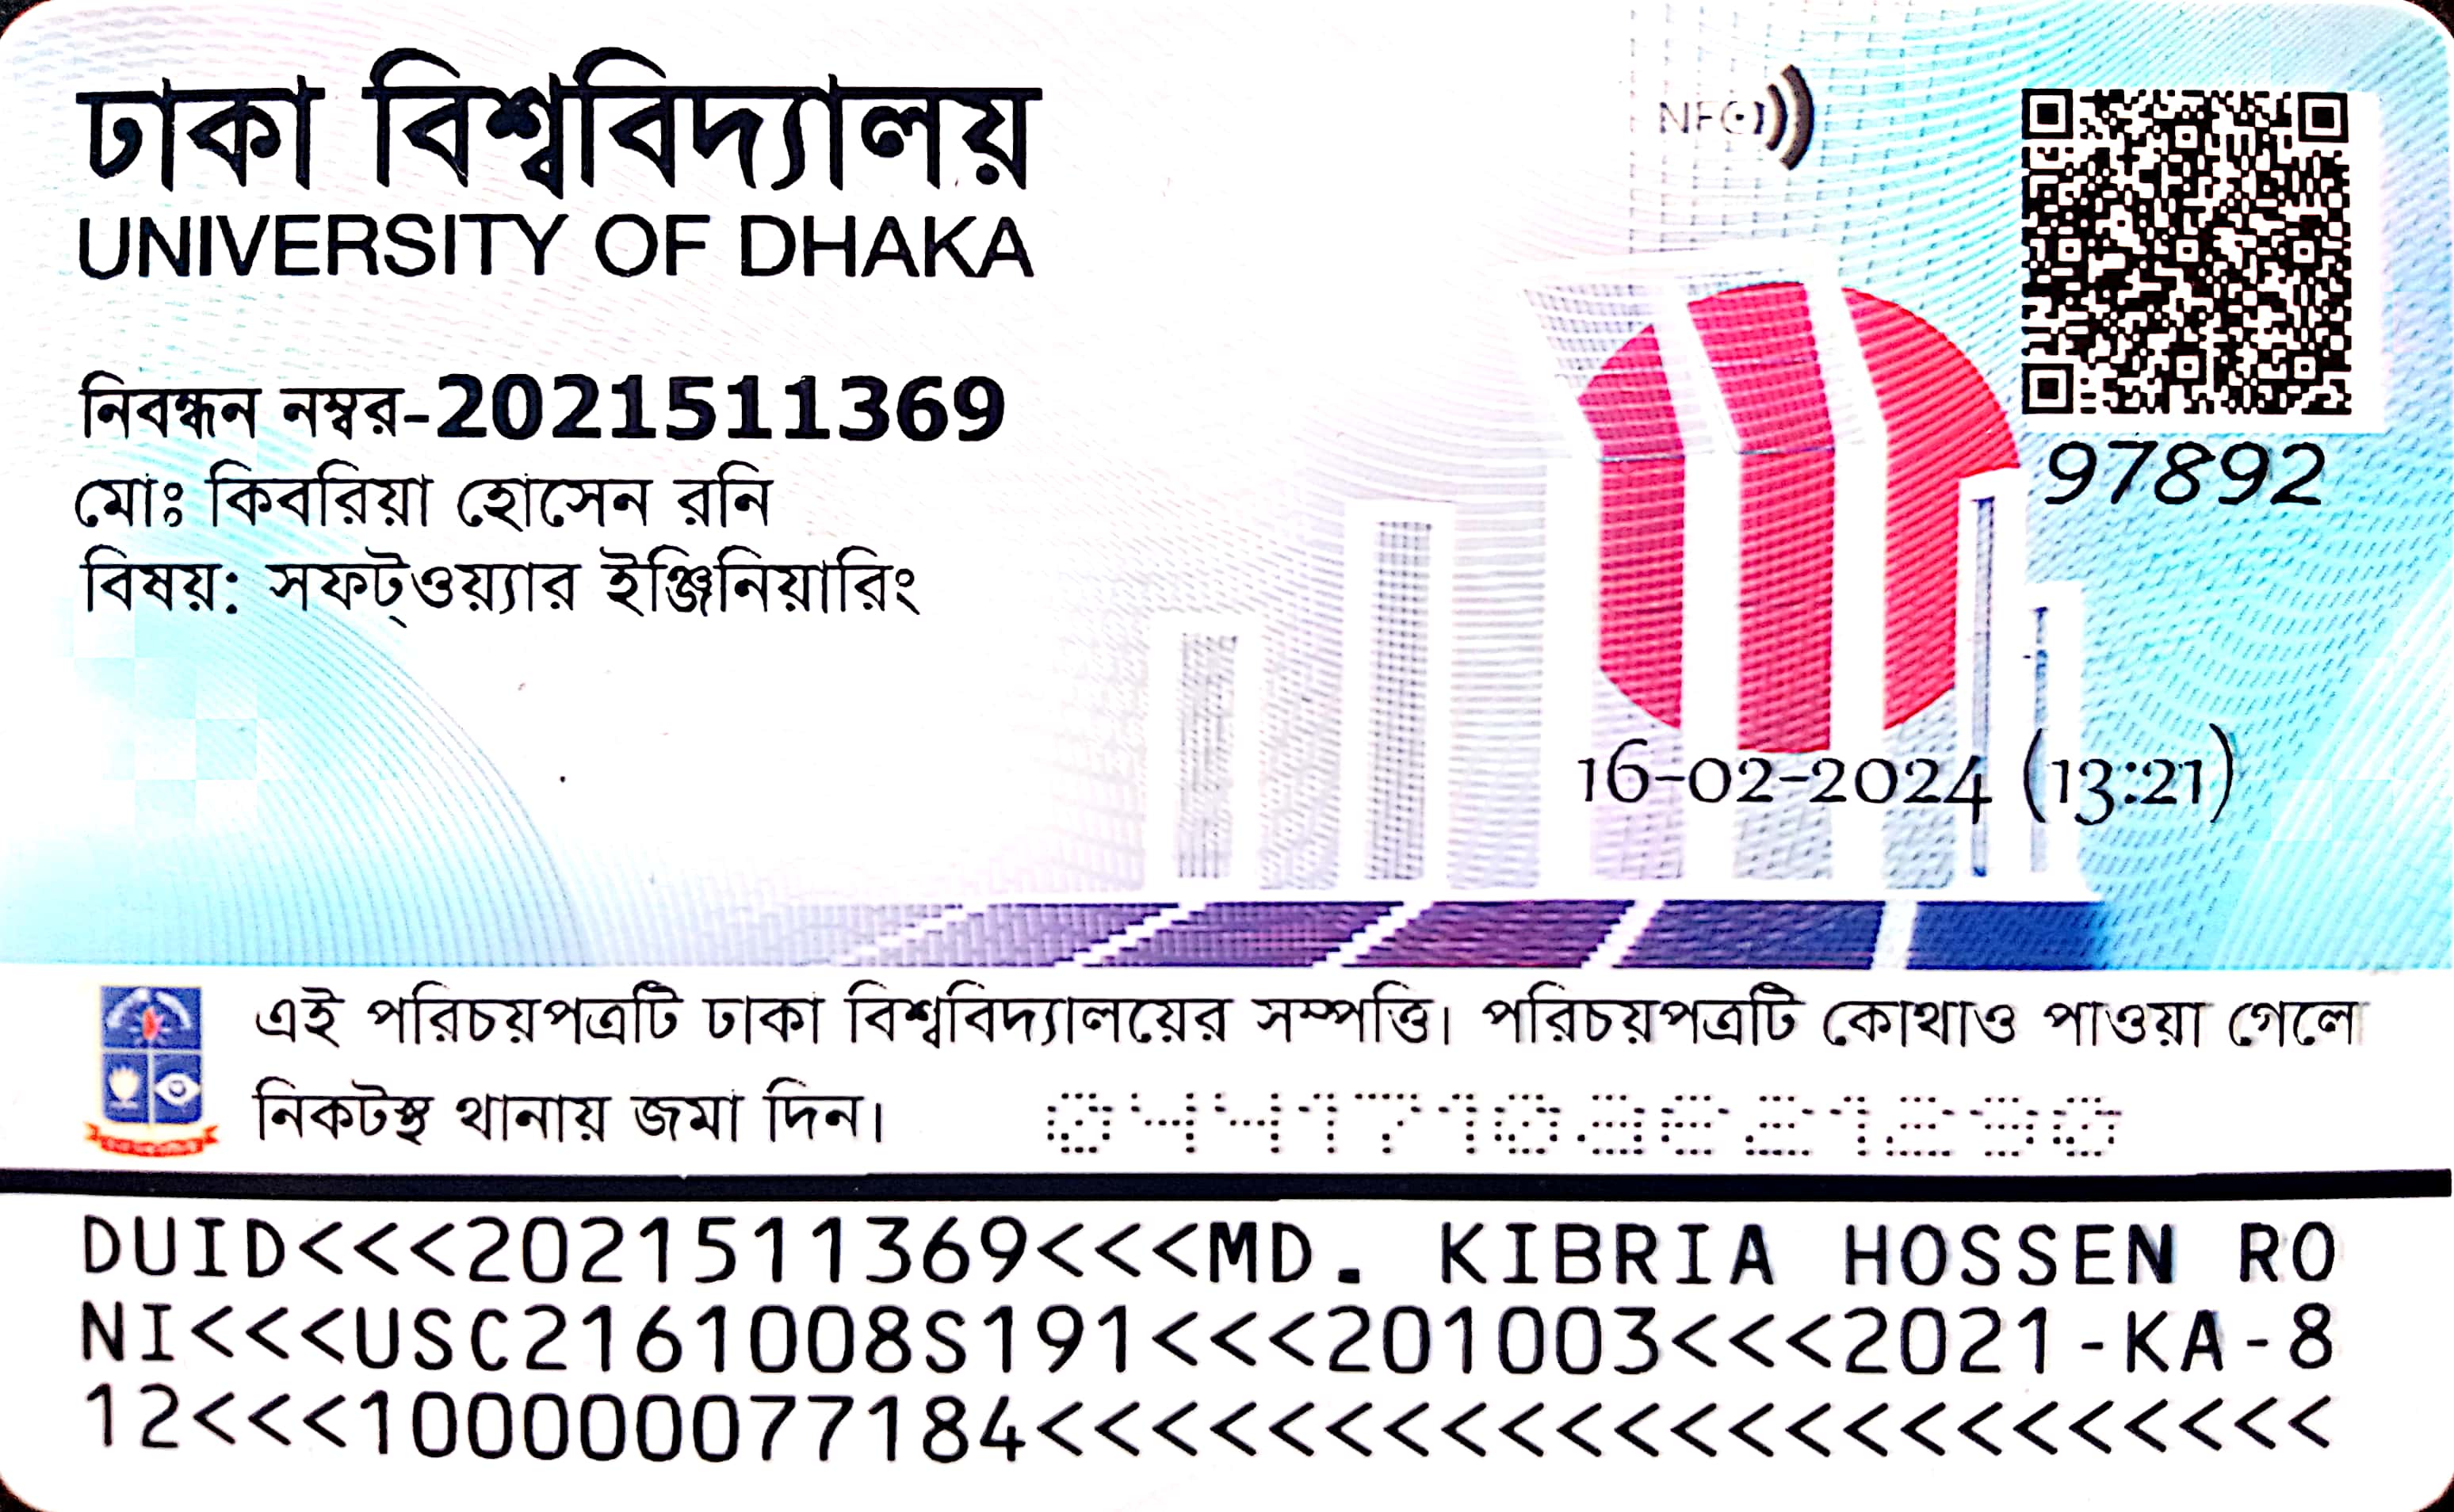 ঢাকা বিশ্ববিদ্যালয়
UNIVERSITY OF DHAKA
NFC
নিবন্ধন নম্বর-2021511369
মোঃ কিবরিয়া হোসেন রনি
বিষয়: সফট্ওয়্যার ইঞ্জিনিয়ারিং
97892
16-02-2024 (13:21)
এই পরিচয়পত্রটি ঢাকা বিশ্ববিদ্যালয়ের সম্পত্তি। পরিচয়পত্রটি কোথাও পাওয়া গেলে
নিকটস্থ থানায় জমা দিন।
DUID<<<2021511369<<<MD. KIBRIA HOSSEN RO
NI<<<USC2161008S191<<<201003<<<2021-KA-8
12<<<100000077184<<<<<<<<<<<<<<<<<<<<<<<